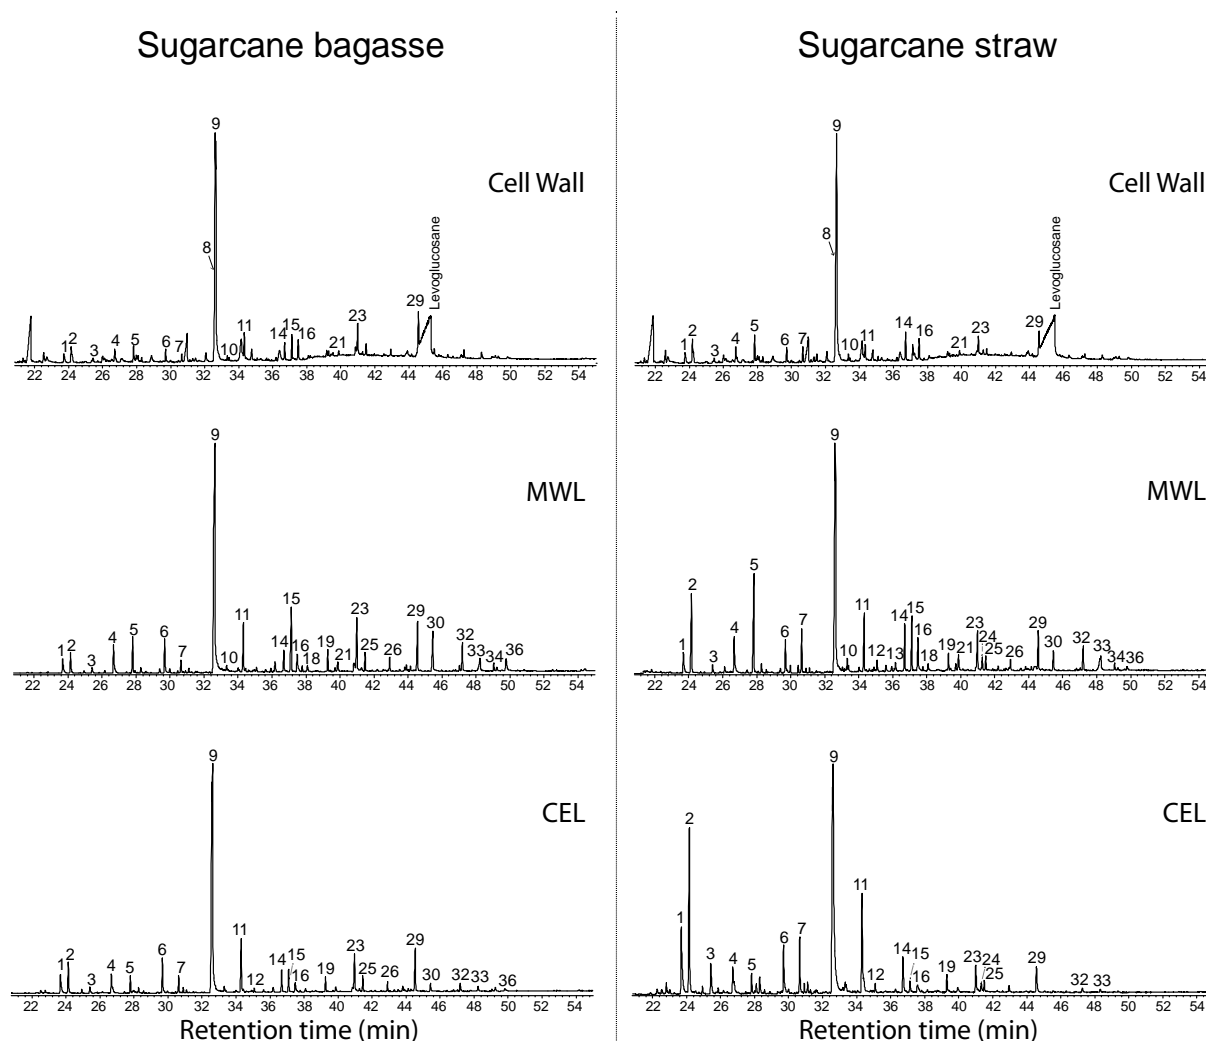 Sugarcane bagasse
Sugarcane straw
9
Cell Wall
8
Levoglucosane
1 2 3 4 5 6 7 10 11 14 15 16 21 23 29
22 24 26 28 30 32 34 36 38 40 42 44 46 48 50 52 54
9
Cell Wall
8
Levoglucosane
1 2 3 4 5 6 7 10 11 14 16 21 23 29
22 24 26 28 30 32 34 36 38 40 42 44 46 48 50 52 54
9
MWL
1 2 3 4 5 6 7 10 11 14 15 16 18 19 21 23 25 26 29 30 32 33 34 36
22 24 26 28 30 32 34 36 38 40 42 44 46 48 50 52 54
9
MWL
1 2 3 4 5 6 7 10 11 12 13 14 15 16 18 19 21 23 24 25 26 29 30 32 33 34 36
22 24 26 28 30 32 34 36 38 40 42 44 46 48 50 52 54
9
CEL
1 2 3 4 5 6 7 11 12 14 15 16 19 23 25 26 29 30 32 33 36
22 24 26 28 30 32 34 36 38 40 42 44 46 48 50 52 54
Retention time (min)
9
CEL
1 2 3 4 5 6 7 11 12 14 15 16 19 23 24 25 29 32 33
22 24 26 28 30 32 34 36 38 40 42 44 46 48 50 52 54
Retention time (min)